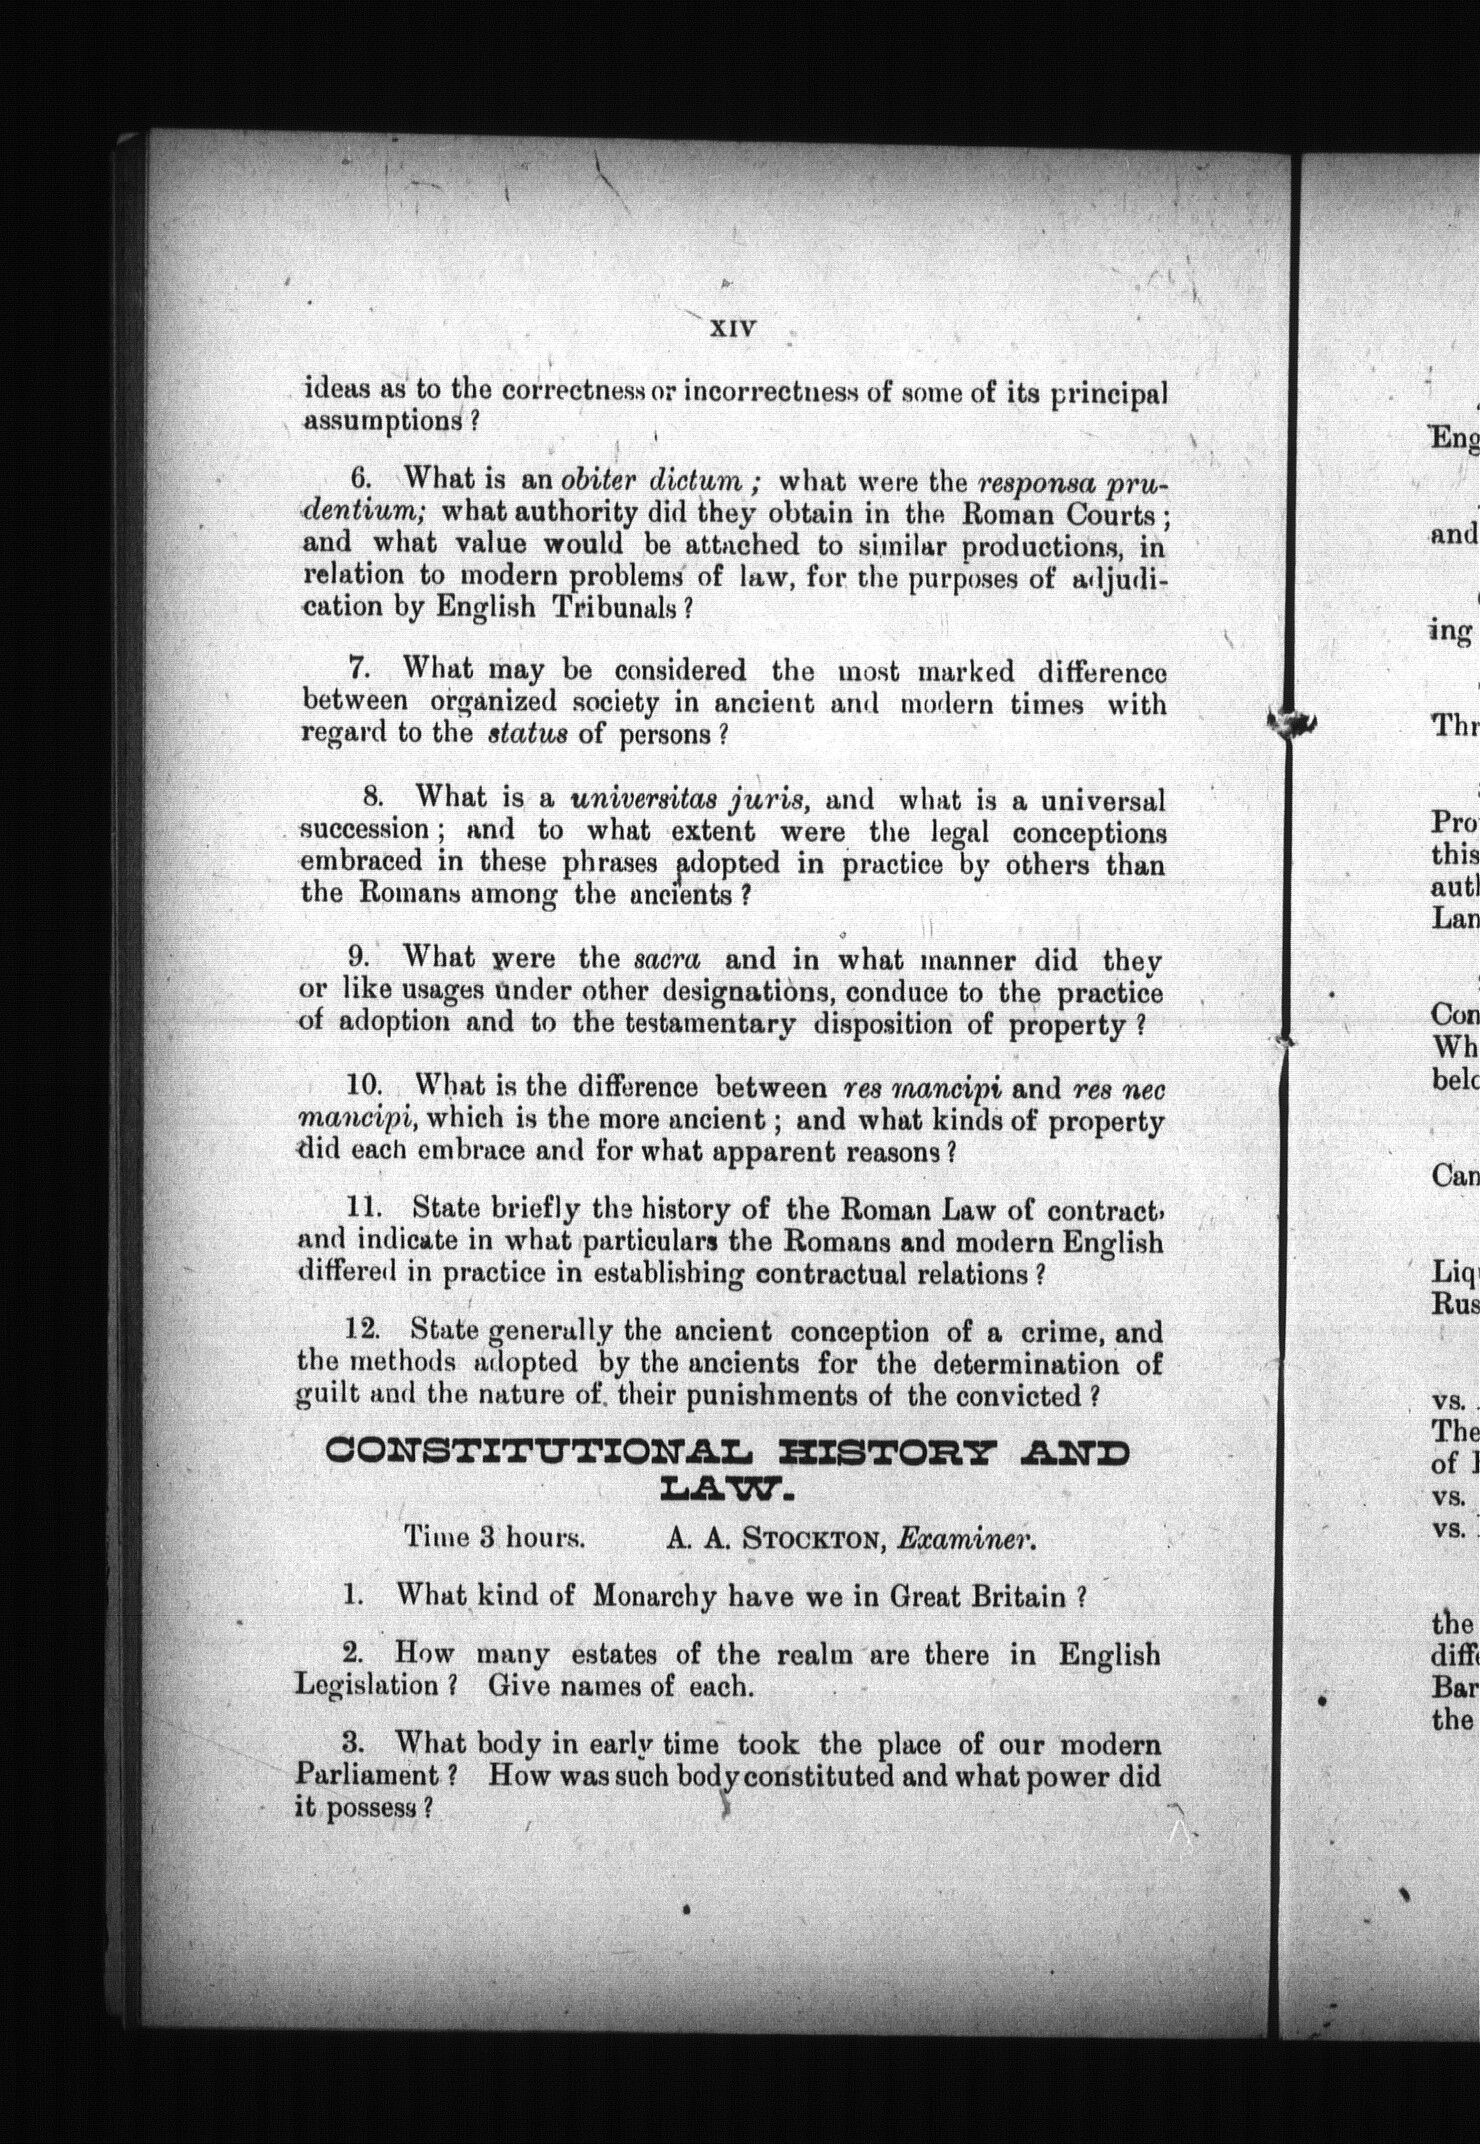 XIV
ideas as to the correctness or incorrectness of some of its principal
assumptions ?
6. What is an obiter dictum ; what were the responsa pru-
dentium; what authority did they obtain in the Roman Courts ;
and what value would be attached to similar productions, in
relation to modern problems of law, for the purposes of adjudi-
cation by English Tribunals ?
7. What may be considered the most marked difference
between organized society in ancient and modern times with
regard to the status of persons ?
8. What is a universitas juris, and what is a universal
succession ; and to what extent were the legal conceptions
embraced in these phrases adopted in practice by others than
the Romans among the ancients ?
9. What were the sacra and in what manner did they
or like usages under other designations, conduce to the practice
of adoption and to the testamentary disposition of property ?
10. What is the difference between res mancipi and res nec
mancipi, which is the more ancient ; and what kinds of property
did each embrace and for what apparent reasons ?
11. State briefly the history of the Roman Law of contract,
and indicate in what particulars the Romans and modern English
differed in practice in establishing contractual relations ?
12. State generally the ancient conception of a crime, and
the methods adopted by the ancients for the determination of
guilt and the nature of their punishments of the convicted ?
CONSTITUTIONAL HISTORY AND
LAW.
Time 3 hours. A. A. STOCKTON, Examiner.
1. What kind of Monarchy have we in Great Britain ?
2. How many estates of the realm are there in English
Legislation ? Give names of each.
3. What body in early time took the place of our modern
Parliament ? How was such body constituted and what power did
it possess ?
Eng
and
ing
Thr
Pro
this
Lan
Con
Wh
Can
Rus
vs.
The
of
vs.
vs.
the
Bar
the